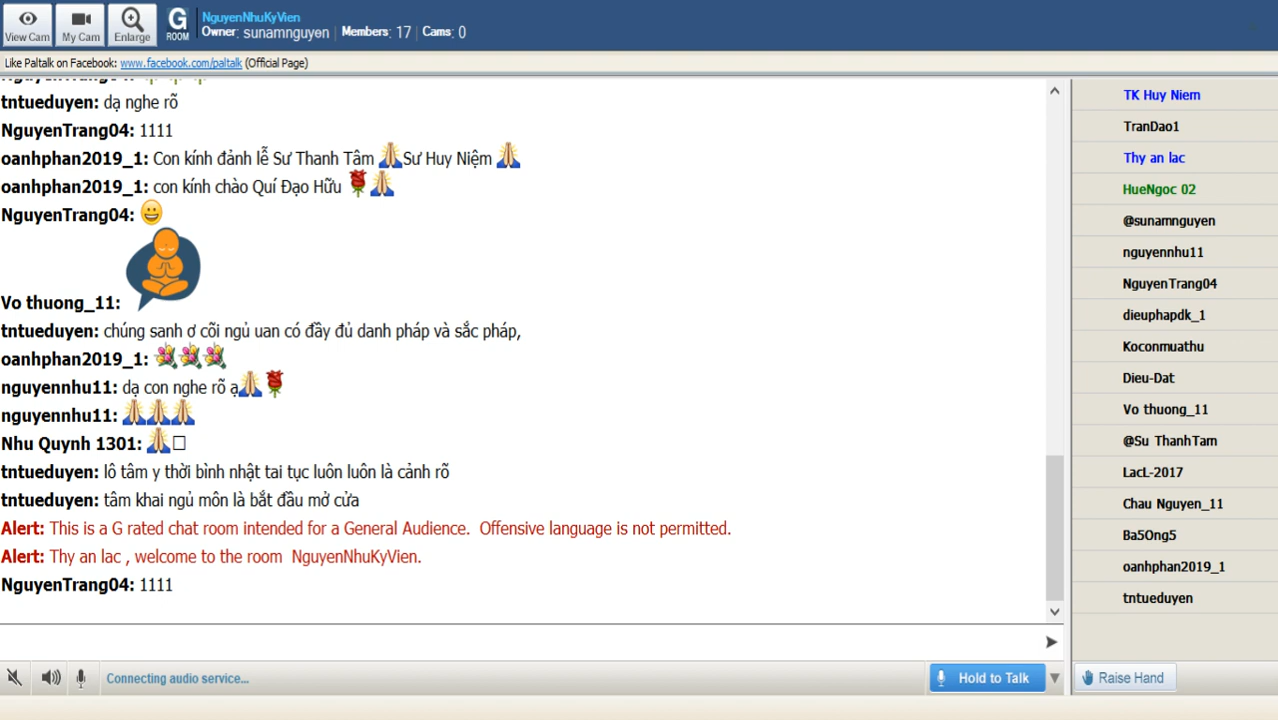 View Cam
My Cam
Enlarge
G
ROOM
NguyenNhuKyVien
Owner: sunamnguyen Members: 17 Cams: 0
Like Paltalk on Facebook: www.facebook.com/paltalk (Official Page)
tntueduyen: dạ nghe rõ
NguyenTrang04: 1111
oanhphan2019_1: Con kính đảnh lễ Sư Thanh Tâm 🙏Sư Huy Niệm 🙏
oanhphan2019_1: con kính chào Quí Đạo Hữu 🌹🙏
NguyenTrang04: 😀
Vo thuong_11:
tntueduyen: chúng sanh ơ cõi ngủ uan có đầy đủ danh pháp và sắc pháp,
oanhphan2019_1: 💐💐💐
nguyennhu11: dạ con nghe rõ ạ🙏🌹
nguyennhu11: 🙏🙏🙏
Nhu Quynh 1301: 🙏□
tntueduyen: lô tâm y thời bình nhật tai tục luôn luôn là cảnh rõ
tntueduyen: tâm khai ngủ môn là bắt đầu mở cửa
Alert: This is a G rated chat room intended for a General Audience. Offensive language is not permitted.
Alert: Thy an lac , welcome to the room NguyenNhuKyVien.
NguyenTrang04: 1111
TK Huy Niem
TranDao1
Thy an lac
HueNgoc 02
@sunamnguyen
nguyennhu11
NguyenTrang04
dieuphapdk_1
Koconmuathu
Dieu-Dat
Vo thuong_11
@Su ThanhTam
LacL-2017
Chau Nguyen_11
Ba5Ong5
oanhphan2019_1
tntueduyen
Connecting audio service...
Hold to Talk
Raise Hand